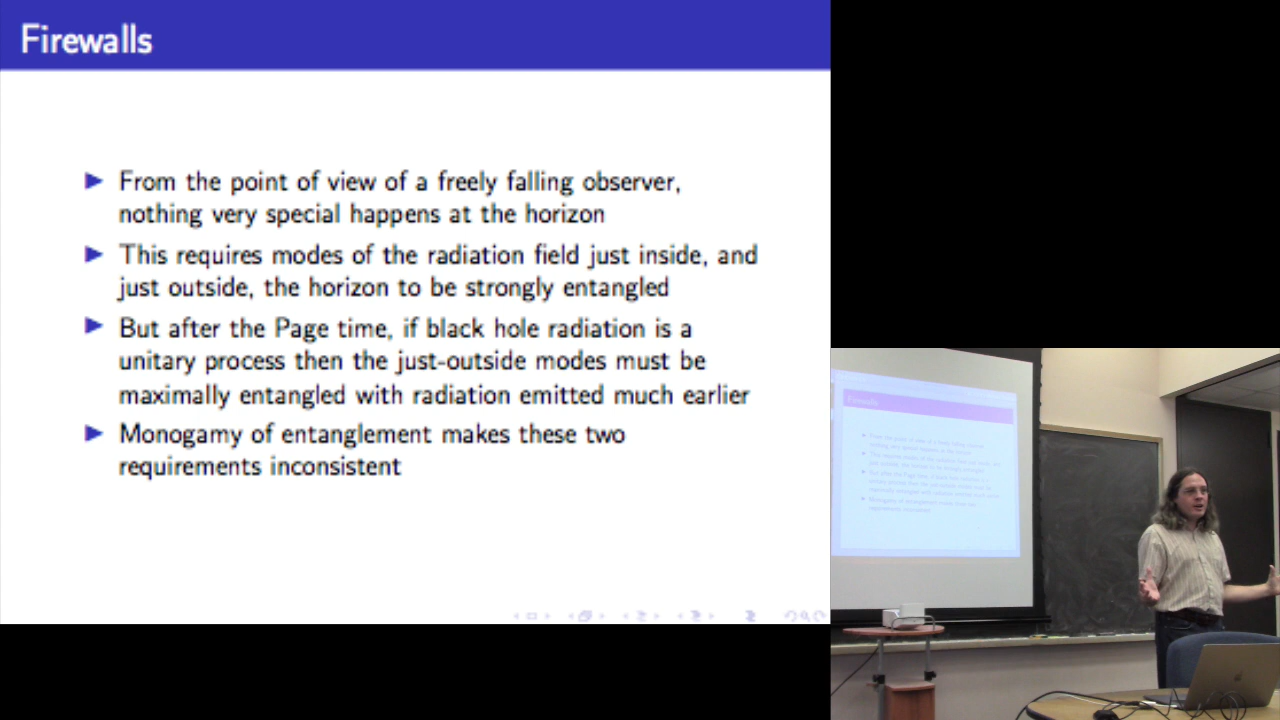 Firewalls
From the point of view of a freely falling observer,
nothing very special happens at the horizon
This requires modes of the radiation field just inside, and
just outside, the horizon to be strongly entangled
But after the Page time, if black hole radiation is a
unitary process then the just-outside modes must be
maximally entangled with radiation emitted much earlier
Monogamy of entanglement makes these two
requirements inconsistent
Firewalls